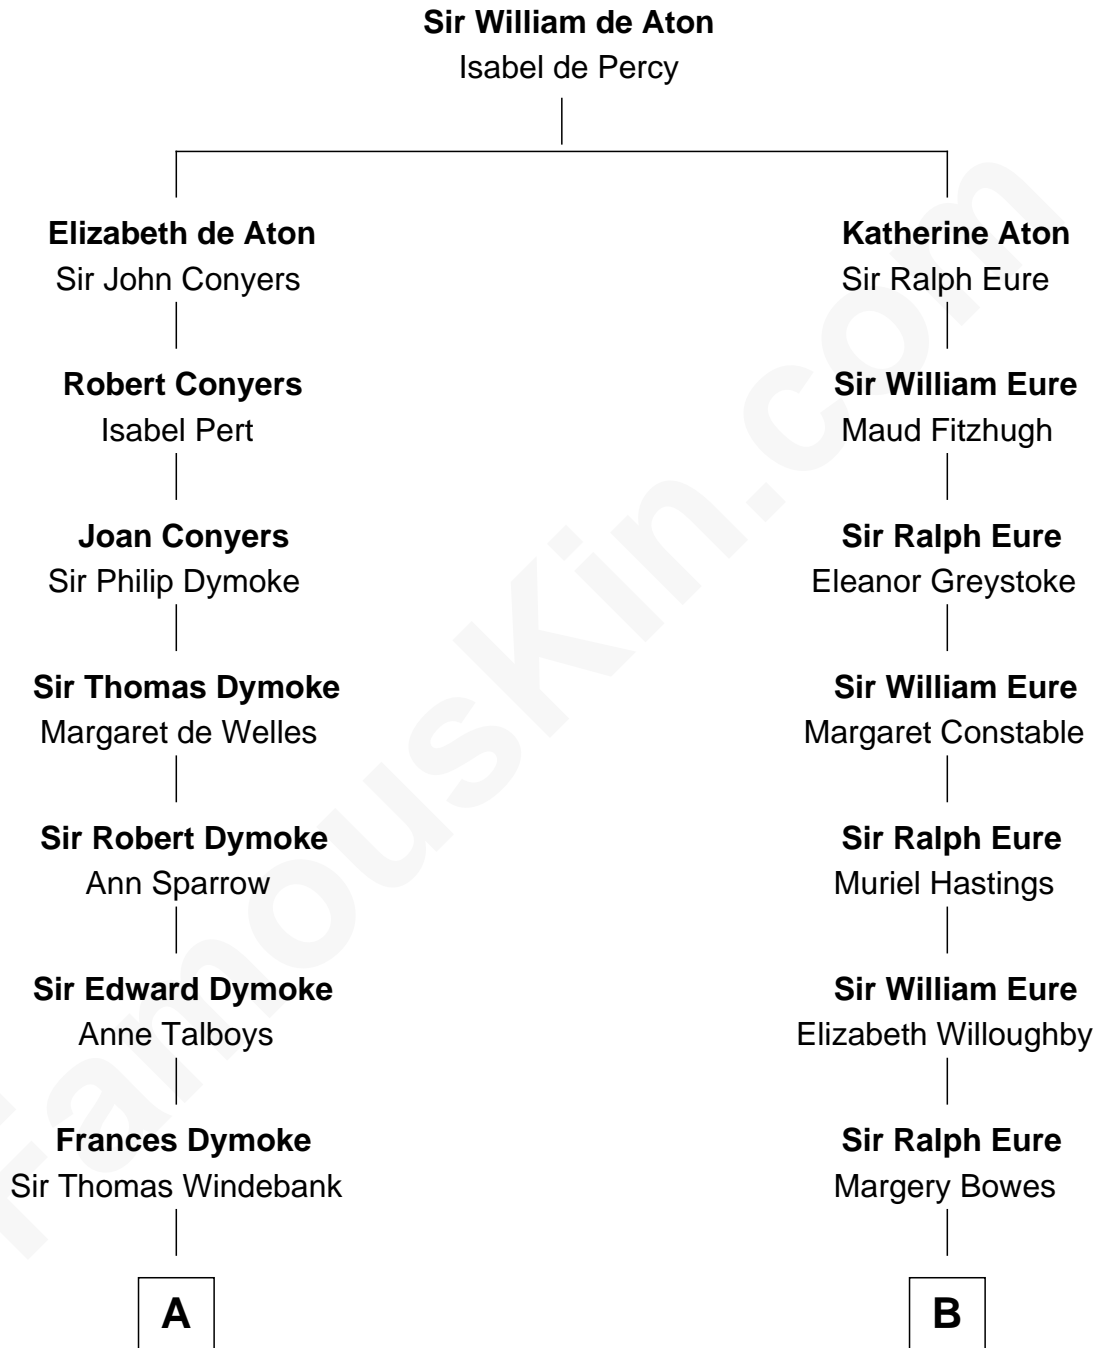 Sir William de Aton
Isabel de Percy
Elizabeth de Aton
Sir John Conyers
Katherine Aton
Sir Ralph Eure
Robert Conyers
Isabel Pert
Sir William Eure
Maud Fitzhugh
Joan Conyers
Sir Philip Dymoke
Sir Ralph Eure
Eleanor Greystoke
Sir Thomas Dymoke
Margaret de Welles
Sir William Eure
Margaret Constable
Sir Robert Dymoke
Ann Sparrow
Sir Ralph Eure
Muriel Hastings
Sir Edward Dymoke
Anne Talboys
Sir William Eure
Elizabeth Willoughby
Frances Dymoke
Sir Thomas Windebank
Sir Ralph Eure
Margery Bowes
A
B
FamousKin.com